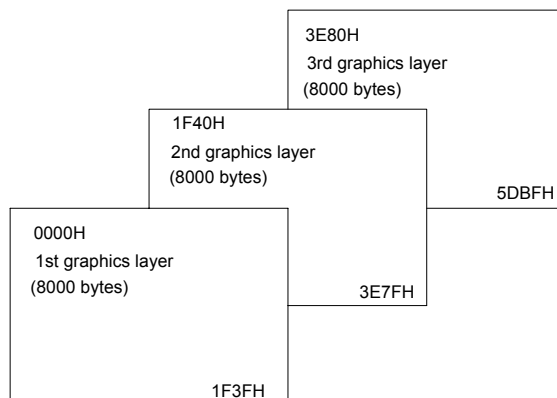 3E80H
3rd graphics layer
(8000 bytes)
1F40H
2nd graphics layer
(8000 bytes)
5DBFH
0000H
1st graphics layer
(8000 bytes)
3E7FH
1F3FH